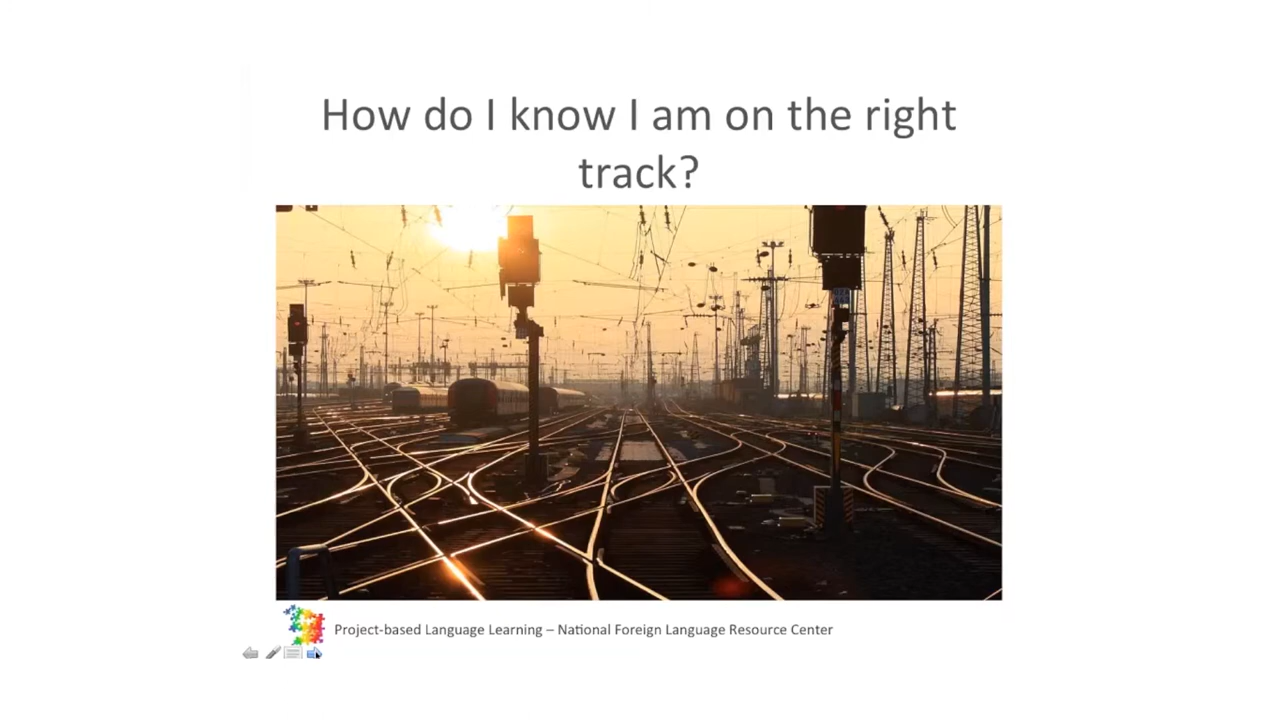 How do I know I am on the right
track?
Project-based Language Learning – National Foreign Language Resource Center